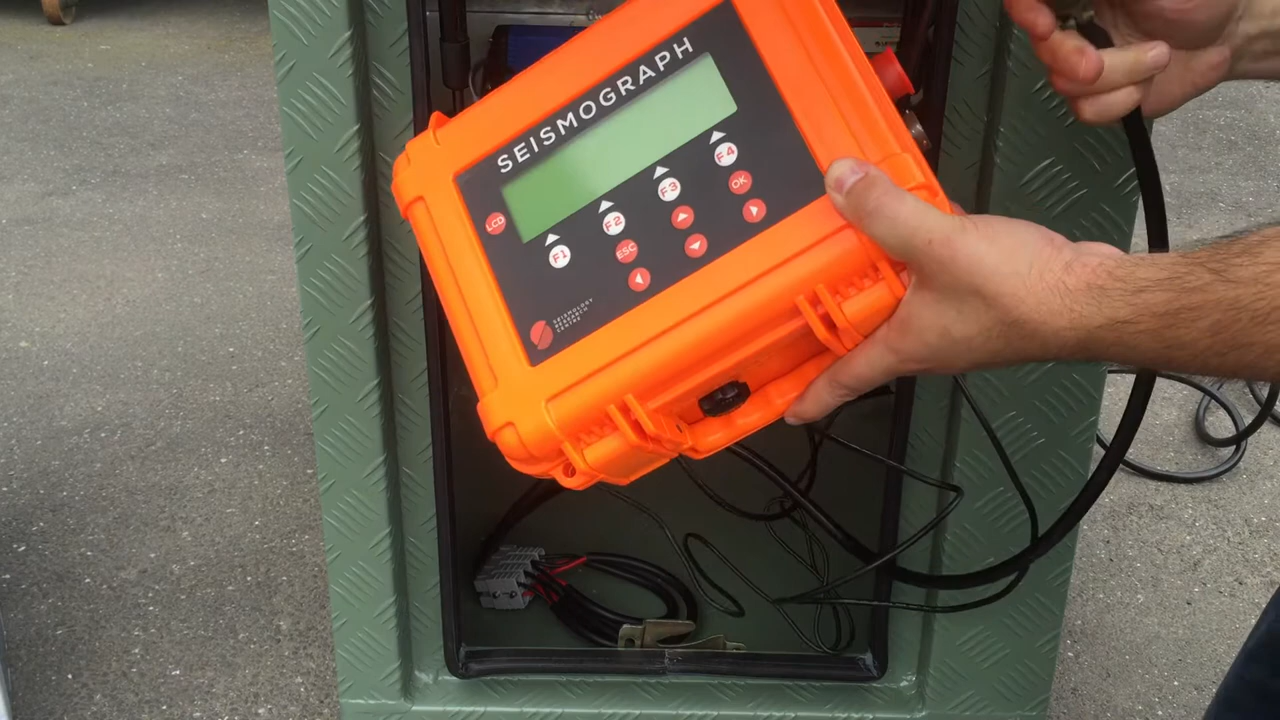 SEISMOGRAPH
LCD
F1
F2
F3
F4
ESC
OK
SEISMOLOGY
RESEARCH
CENTRE